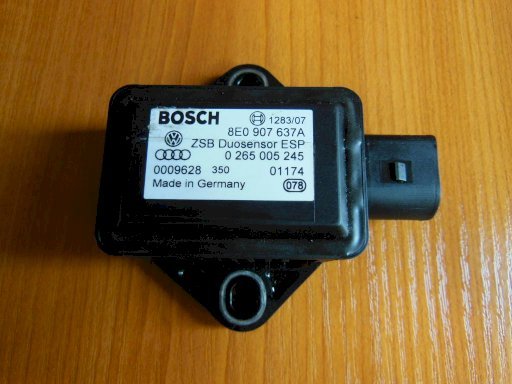 BOSCH 1283/07
8E0 907 637A
ZSB Duosensor ESP
0 265 005 245
0009628 350 01174
Made in Germany 078